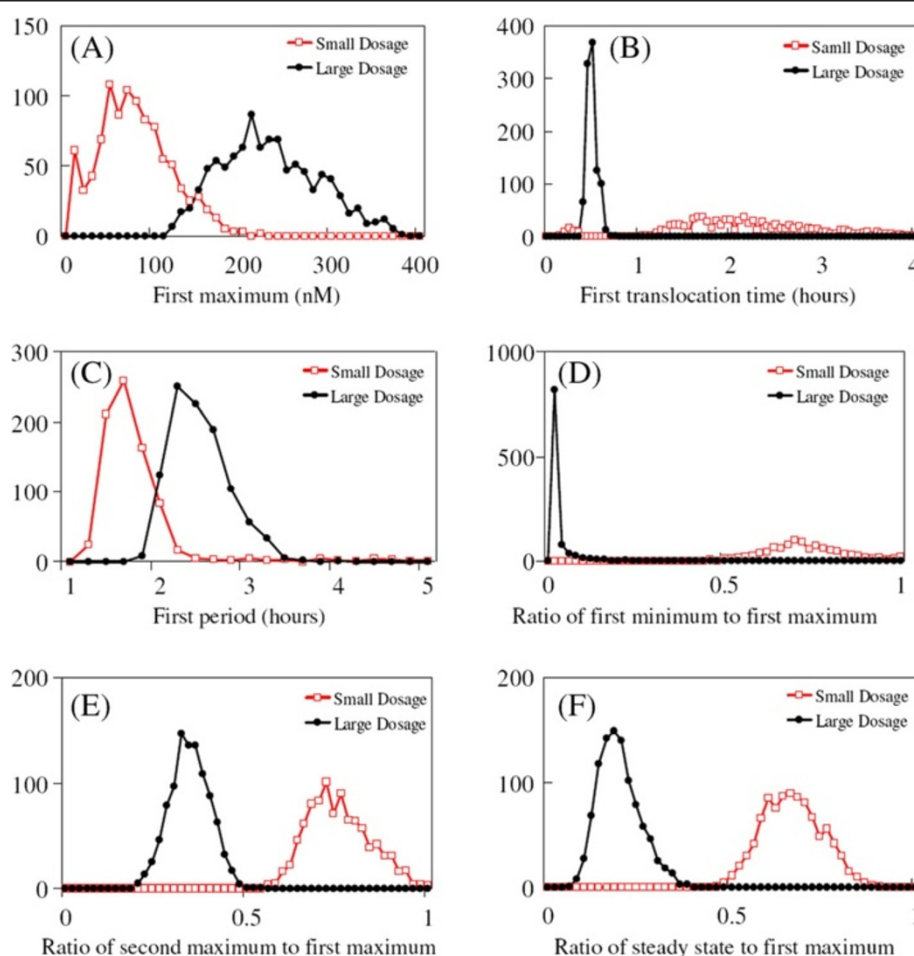 150
100
50
0
(A)
Small Dosage
Large Dosage
0 100 200 300 400
First maximum (nM)
400
300
200
100
0
(B)
Samll Dosage
Large Dosage
0 1 2 3 4
First translocation time (hours)
300
200
100
0
(C)
Small Dosage
Large Dosage
1 2 3 4 5
First period (hours)
1000
500
0
(D)
Small Dosage
Large Dosage
0 0.5 1
Ratio of first minimum to first maximum
200
100
0
(E)
Small Dosage
Large Dosage
0 0.5 1
Ratio of second maximum to first maximum
200
100
0
(F)
Small Dosage
Large Dosage
0 0.5 1
Ratio of steady state to first maximum